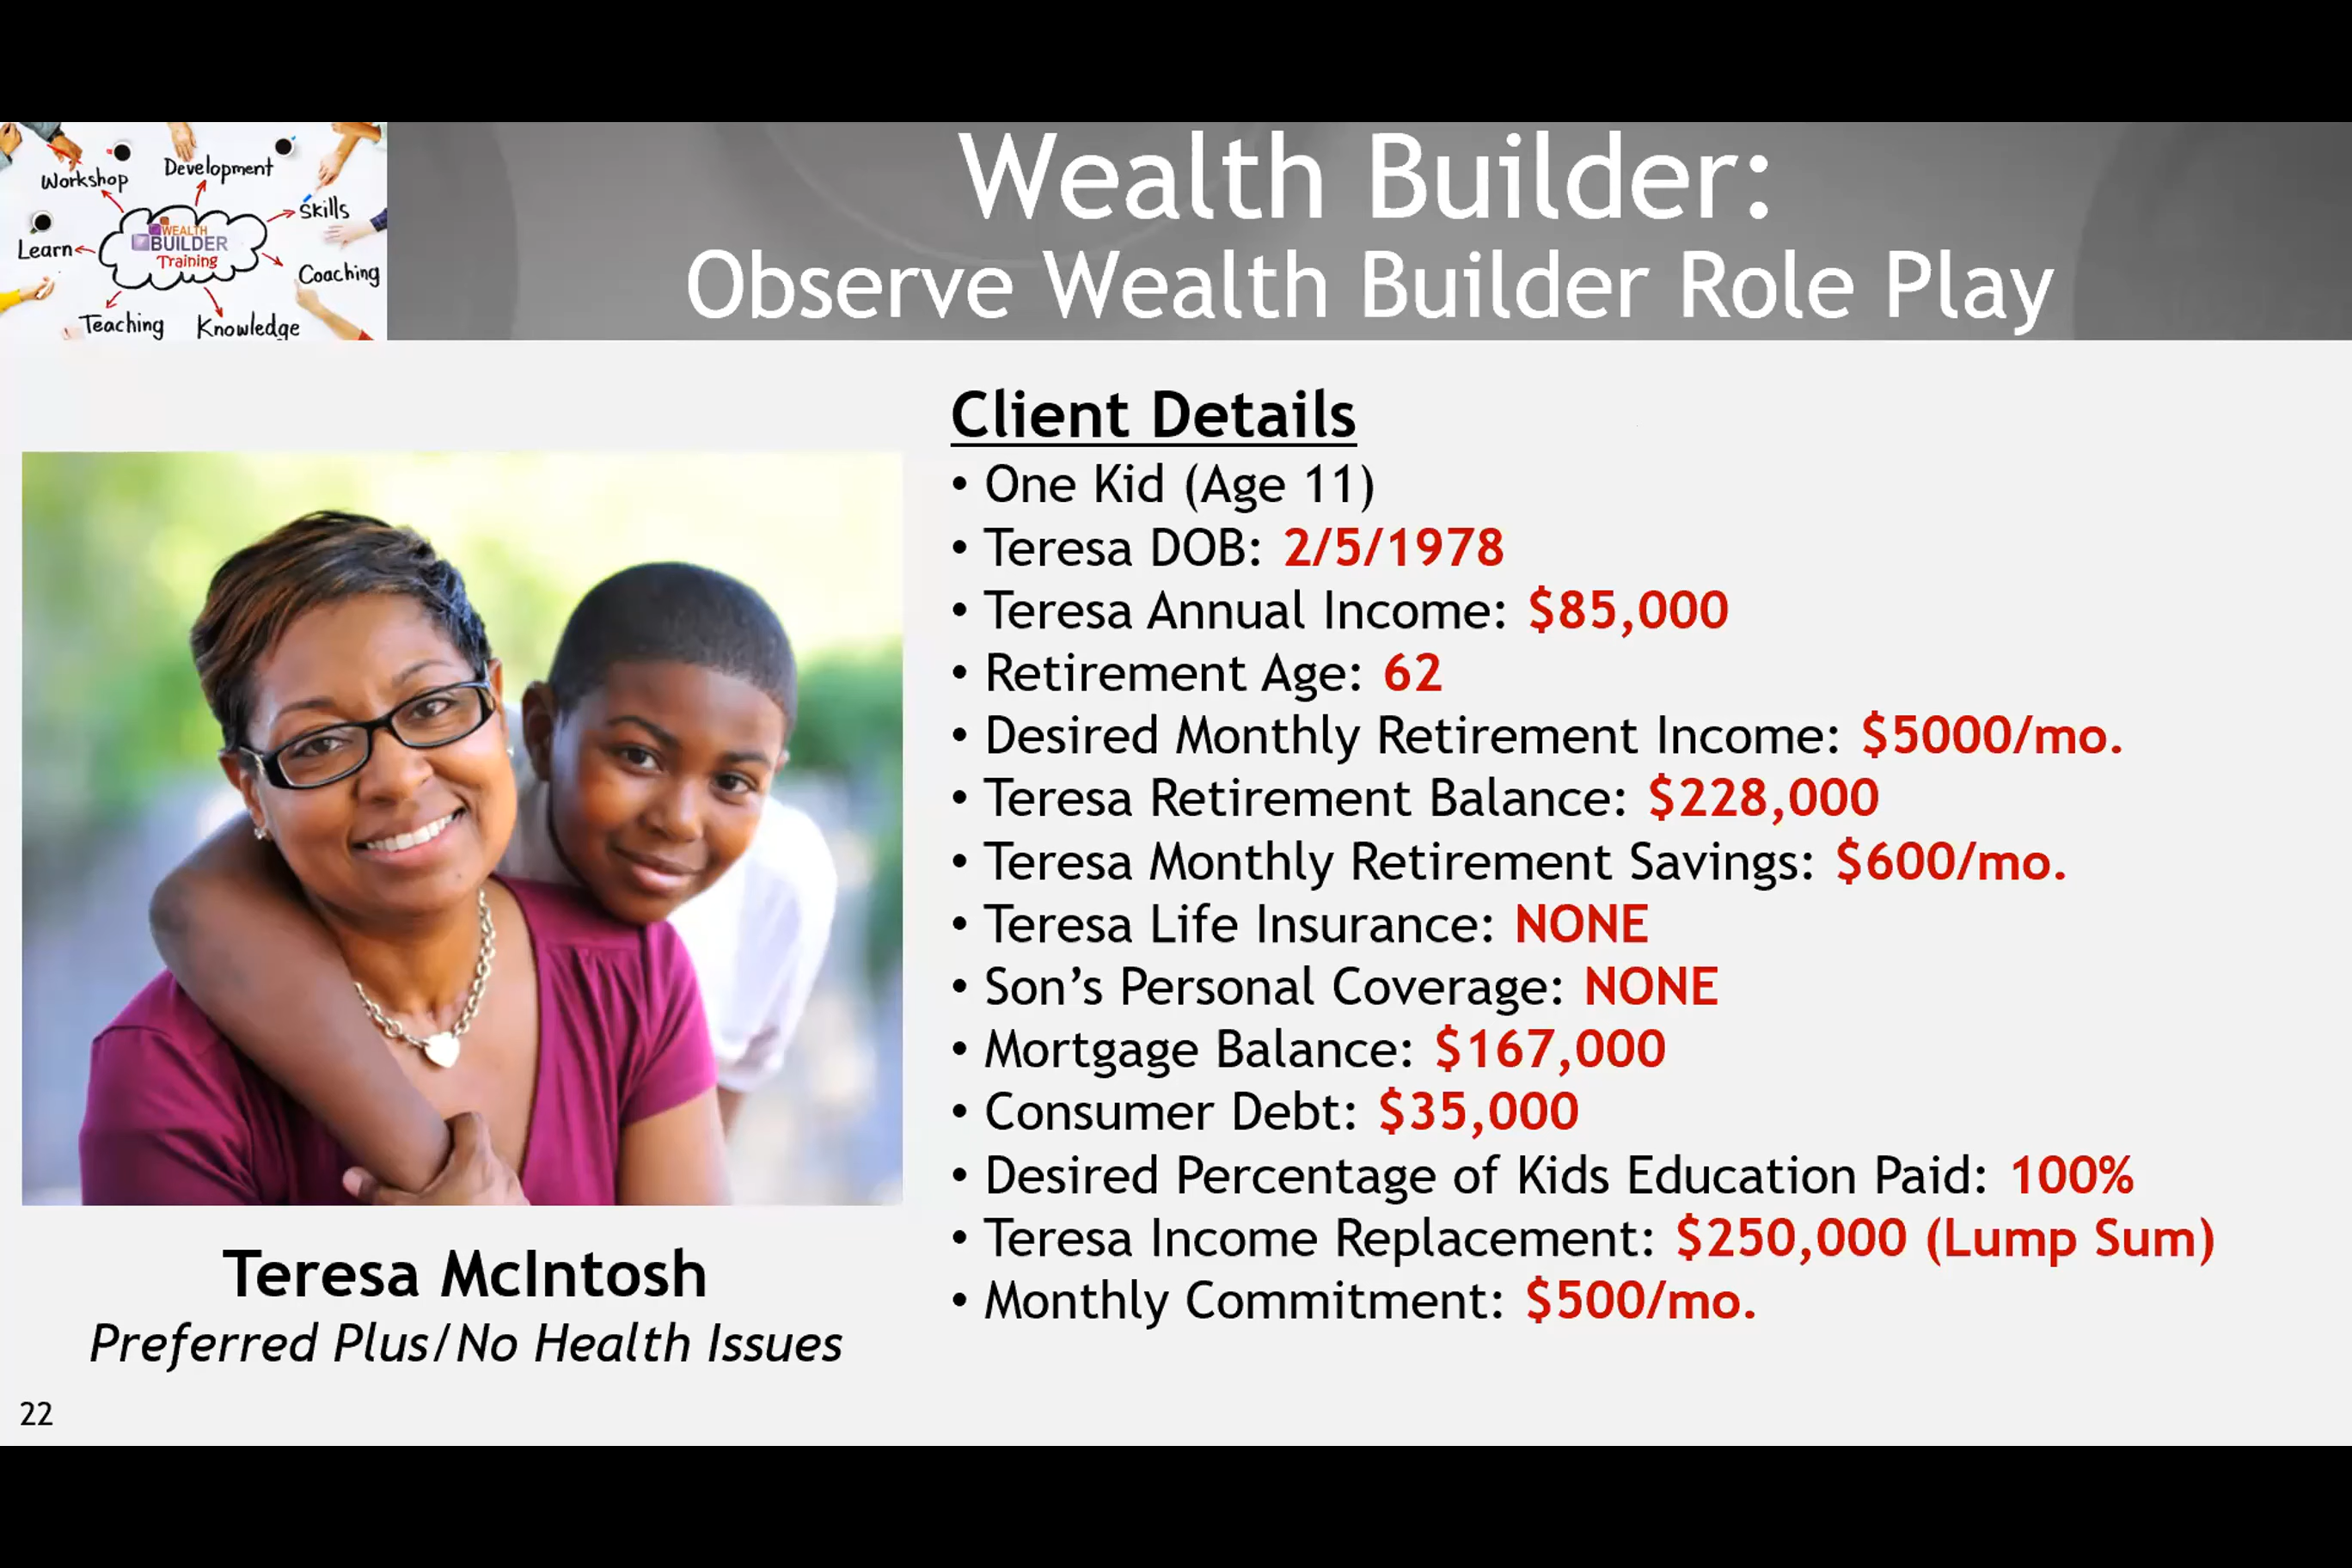 Wealth Builder:
Observe Wealth Builder Role Play
Workshop
Development
Skills
Learn
WEALTH
BUILDER
Training
Coaching
Teaching
Knowledge
Client Details
• One Kid (Age 11)
• Teresa DOB: 2/5/1978
• Teresa Annual Income: $85,000
• Retirement Age: 62
• Desired Monthly Retirement Income: $5000/mo.
• Teresa Retirement Balance: $228,000
• Teresa Monthly Retirement Savings: $600/mo.
• Teresa Life Insurance: NONE
• Son’s Personal Coverage: NONE
• Mortgage Balance: $167,000
• Consumer Debt: $35,000
• Desired Percentage of Kids Education Paid: 100%
• Teresa Income Replacement: $250,000 (Lump Sum)
• Monthly Commitment: $500/mo.
Teresa McIntosh
Preferred Plus/No Health Issues
22